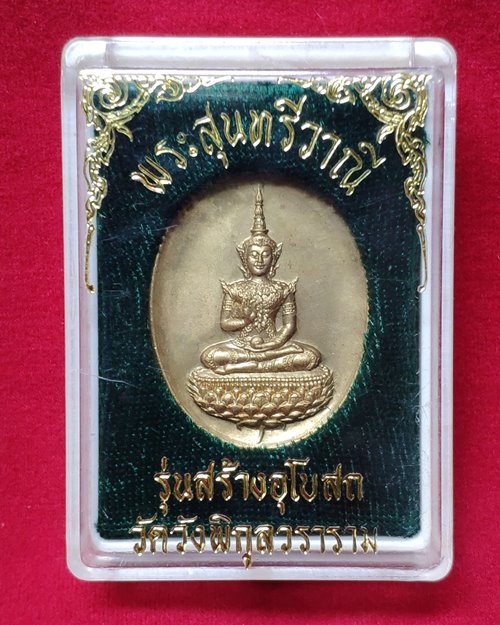 พระสุนทรีวาณี
รุ่นสร้างอุโบสถ
วัดวังพิกุลวราราม